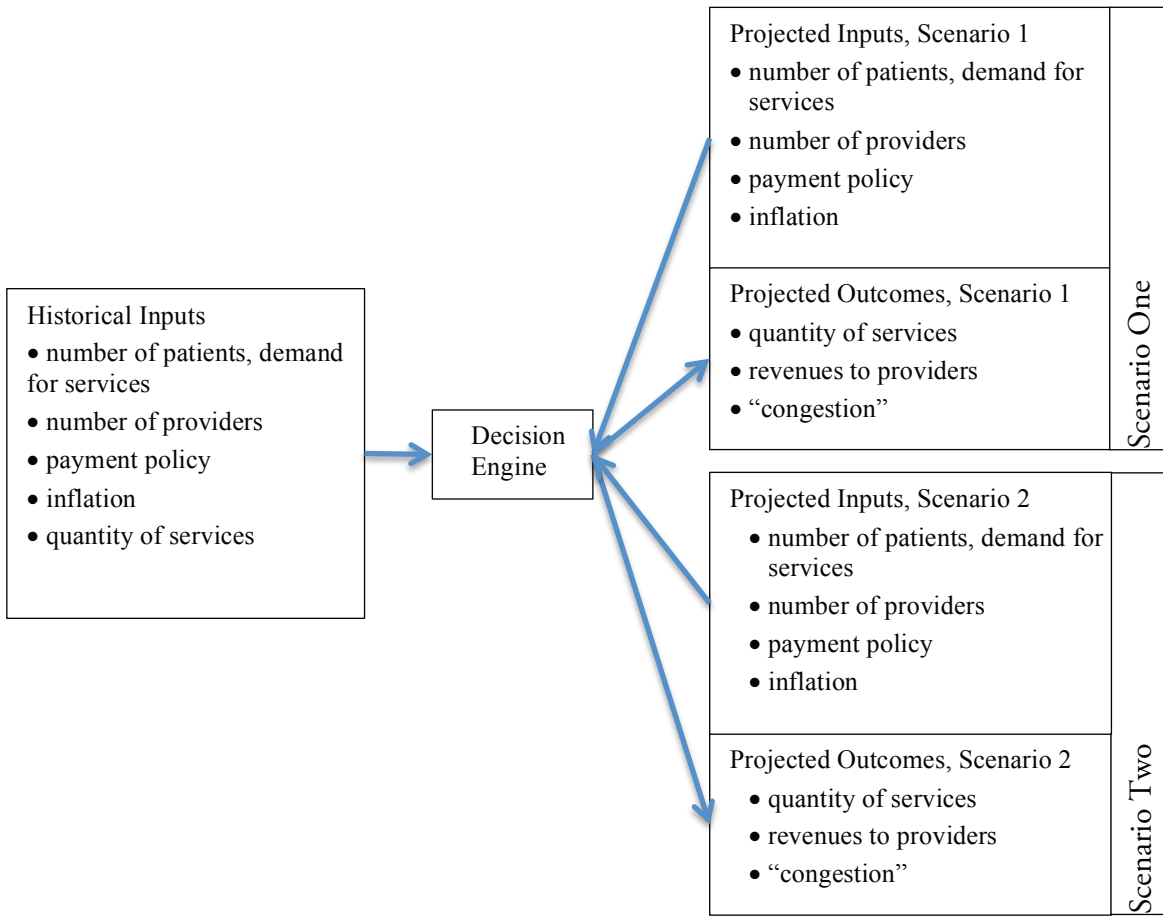 Historical Inputs
• number of patients, demand
for services
• number of providers
• payment policy
• inflation
• quantity of services
Decision
Engine
Projected Inputs, Scenario 1
• number of patients, demand for
services
• number of providers
• payment policy
• inflation
Projected Outcomes, Scenario 1
• quantity of services
• revenues to providers
• “congestion”
Scenario One
Projected Inputs, Scenario 2
• number of patients, demand for
services
• number of providers
• payment policy
• inflation
Projected Outcomes, Scenario 2
• quantity of services
• revenues to providers
• “congestion”
Scenario Two